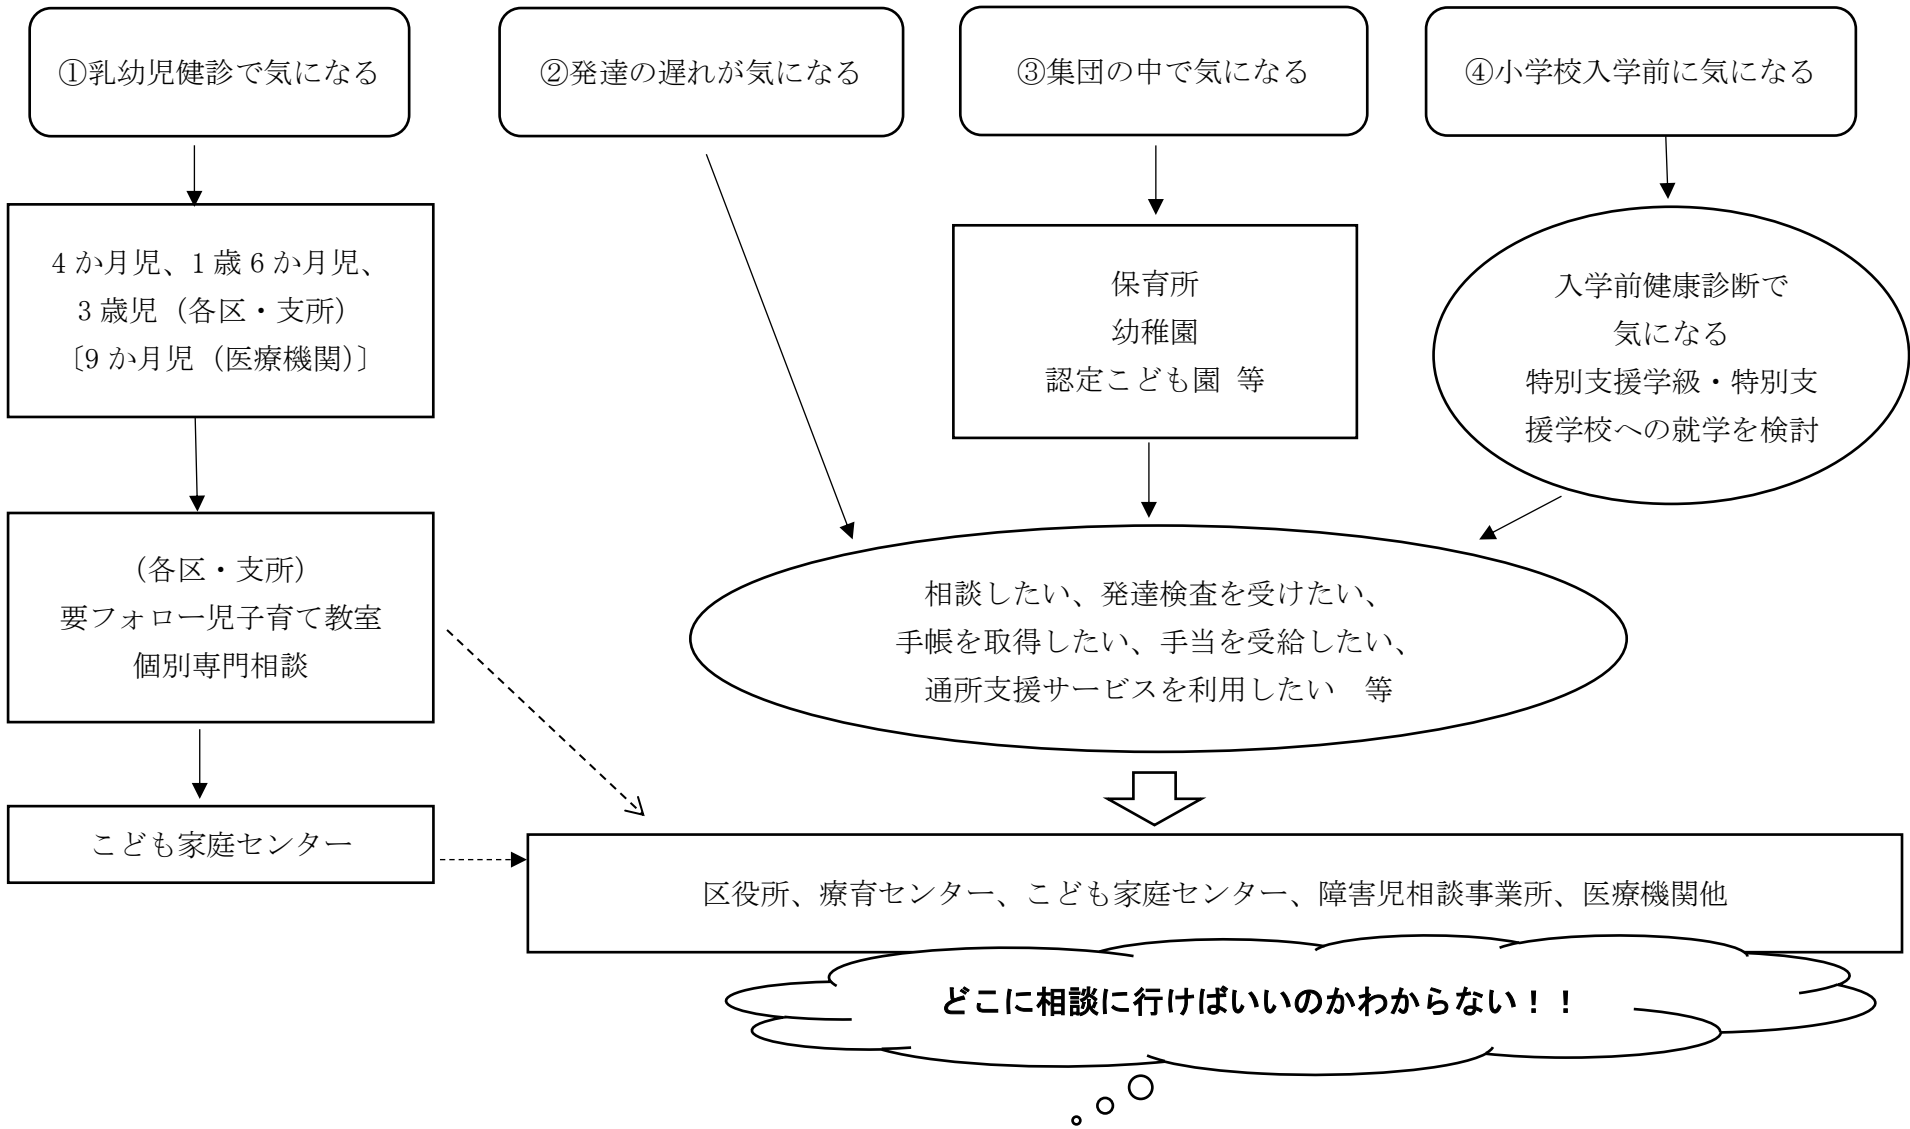 ①乳幼児健診で気になる
②発達の遅れが気になる
③集団の中で気になる
④小学校入学前に気になる
4か月児、1歳6か月児、
3歳児（各区・支所）
〔9か月児（医療機関）〕
保育所
幼稚園
認定こども園 等
入学前健康診断で
気になる
特別支援学級・特別支
援学校への就学を検討
（各区・支所）
要フォロー児子育て教室
個別専門相談
相談したい、発達検査を受けたい、
手帳を取得したい、手当を受給したい、
通所支援サービスを利用したい　等
こども家庭センター
区役所、療育センター、こども家庭センター、障害児相談事業所、医療機関他
どこに相談に行けばいいのかわからない！！